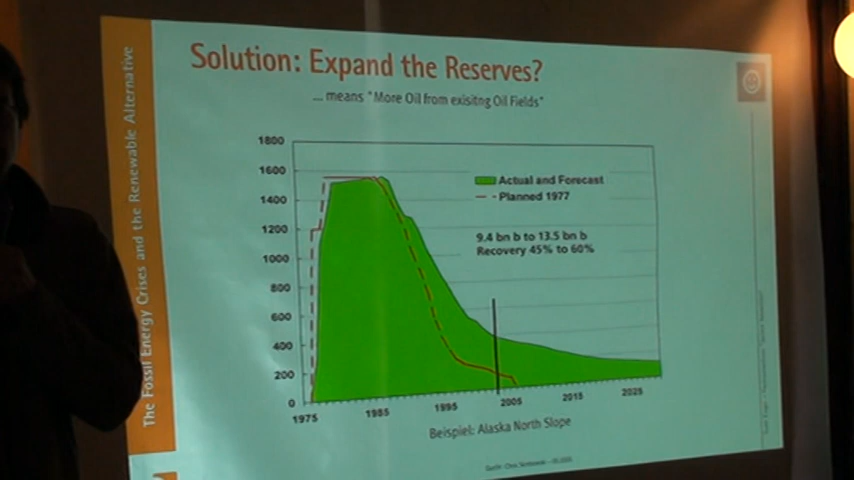 Solution: Expand the Reserves?
... means "More Oil from exisitng Oil Fields"
The Fossil Energy Crises and the Renewable Alternative
1800
1600
1400
1200
1000
800
600
400
200
0
Actual and Forecast
Planned 1977
9.4 bn b to 13.5 bn b
Recovery 45% to 60%
1975
1985
1995
2005
2015
2025
Beispiel: Alaska North Slope